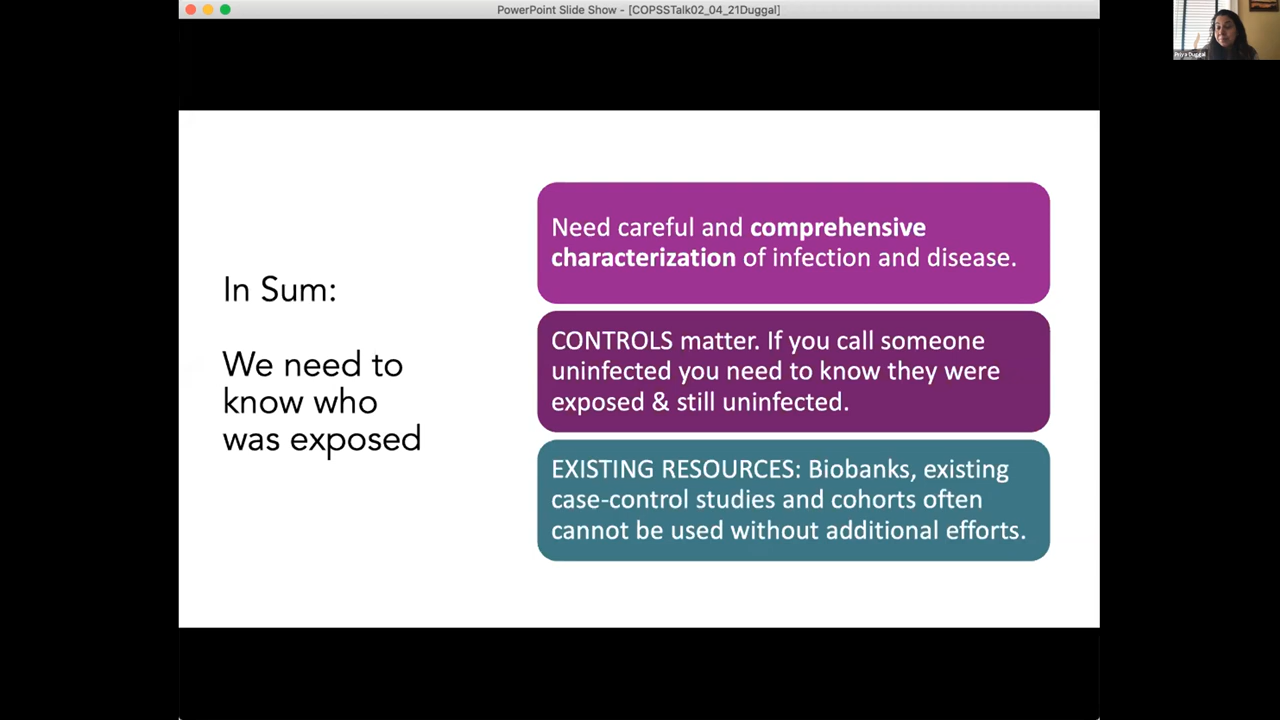 PowerPoint Slide Show - [COPSSTalk02_04_21Duggal]
Priya Duggal
In Sum:
We need to
know who
was exposed
Need careful and comprehensive
characterization of infection and disease.
CONTROLS matter. If you call someone
uninfected you need to know they were
exposed & still uninfected.
EXISTING RESOURCES: Biobanks, existing
case-control studies and cohorts often
cannot be used without additional efforts.